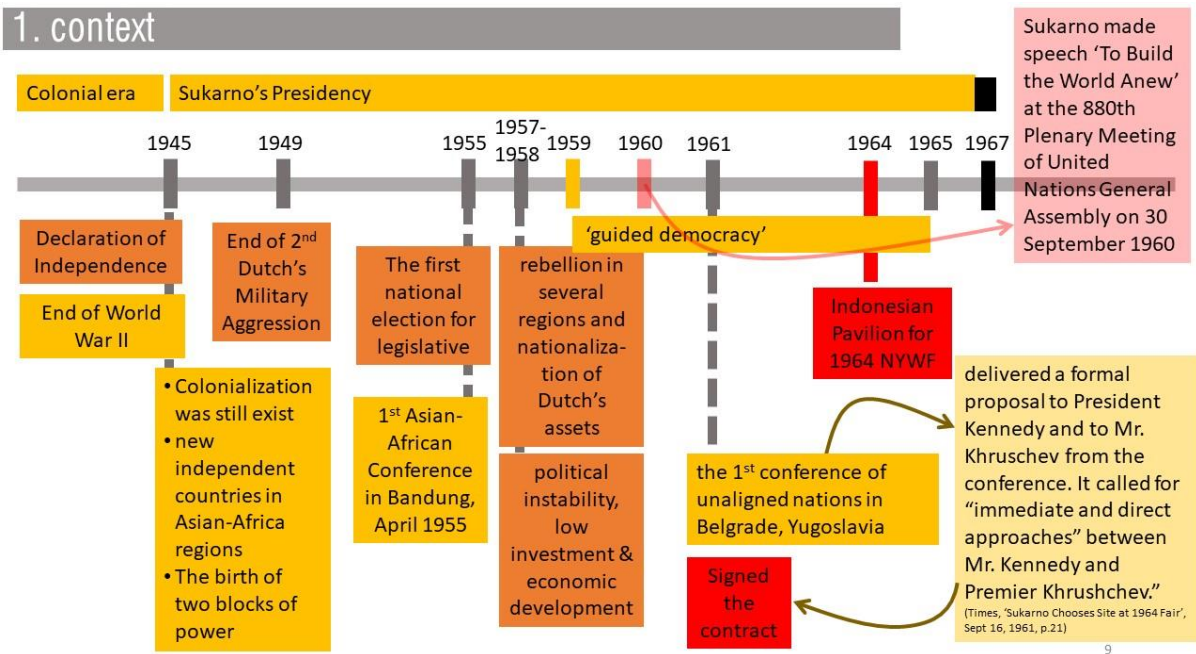 1. context
Colonial era
Sukarno’s Presidency
1945
1949
1955
1957-
1958
1959
1960
1961
1964
1965
1967
Sukarno made
speech ‘To Build
the World Anew’
at the 880th
Plenary Meeting
of United
Nations General
Assembly on 30
September 1960
Declaration of
Independence
End of World
War II
• Colonialization
was still exist
• new
independent
countries in
Asian-Africa
regions
• The birth of
two blocks of
power
End of 2nd
Dutch’s
Military
Aggression
The first
national
election for
legislative
1st Asian-
African
Conference
in Bandung,
April 1955
‘guided democracy’
rebellion in
several
regions and
nationaliza-
tion of
Dutch’s
assets
political
instability,
low
investment &
economic
development
Indonesian
Pavilion for
1964 NYWF
the 1st conference of
unaligned nations in
Belgrade, Yugoslavia
Signed
the
contract
delivered a formal
proposal to President
Kennedy and to Mr.
Khruschev from the
conference. It called for
“immediate and direct
approaches” between
Mr. Kennedy and
Premier Khrushchev.”
(Times, ‘Sukarno Chooses Site at 1964 Fair’,
Sept 16, 1961, p.21)
9